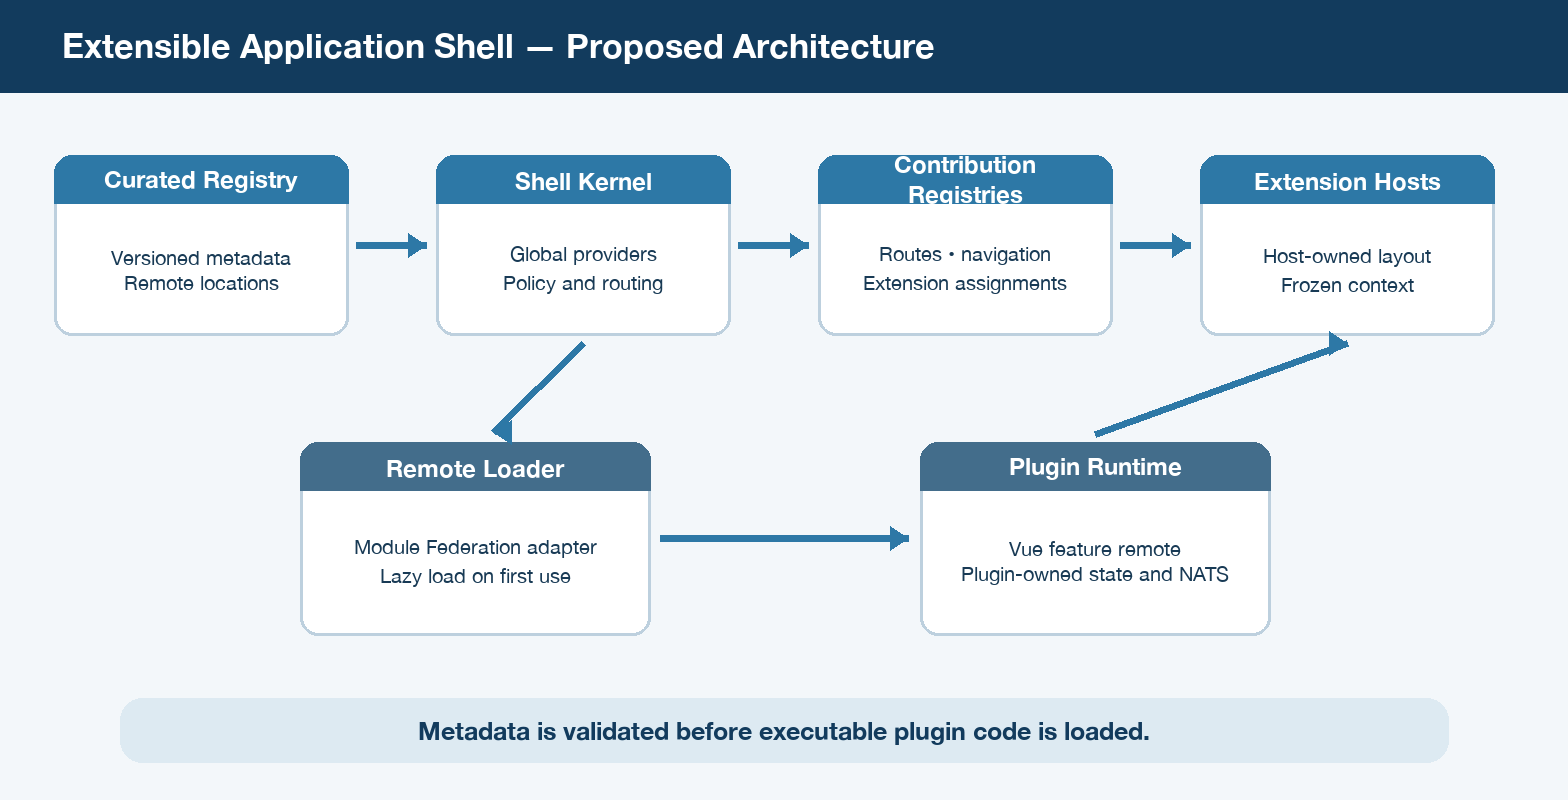 Extensible Application Shell — Proposed Architecture
Curated Registry
Versioned metadata
Remote locations
Shell Kernel
Global providers
Policy and routing
Contribution
Registries
Routes • navigation
Extension assignments
Extension Hosts
Host-owned layout
Frozen context
Remote Loader
Module Federation adapter
Lazy load on first use
Plugin Runtime
Vue feature remote
Plugin-owned state and NATS
Metadata is validated before executable plugin code is loaded.